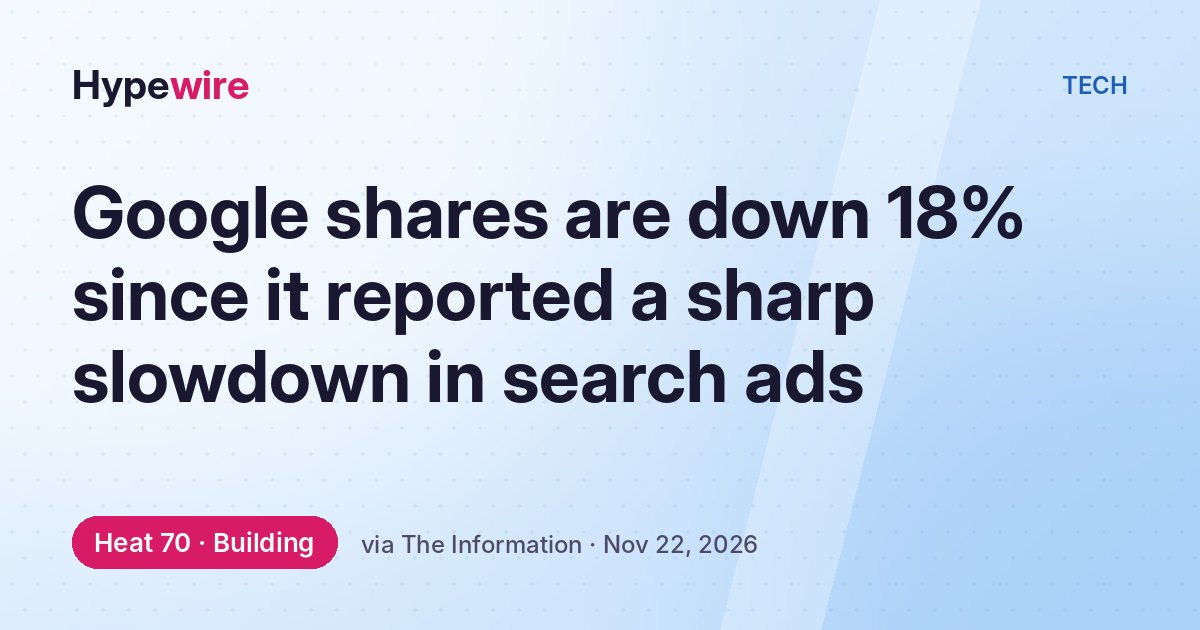 Hypewire
TECH
Google shares are down 18%
since it reported a sharp
slowdown in search ads
Heat 70 · Building
via The Information · Nov 22, 2026